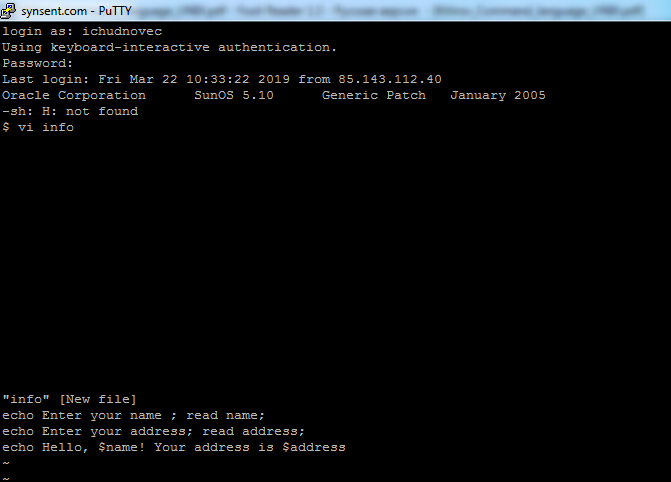 synsent.com - PuTTY
login as: ichudnovec
Using keyboard-interactive authentication.
Password:
Last login: Fri Mar 22 10:33:22 2019 from 85.143.112.40
Oracle Corporation      SunOS 5.10      Generic Patch   January 2005
-sh: H: not found
$ vi info
"info" [New file]
echo Enter your name ; read name;
echo Enter your address; read address;
echo Hello, $name! Your address is $address
~
~